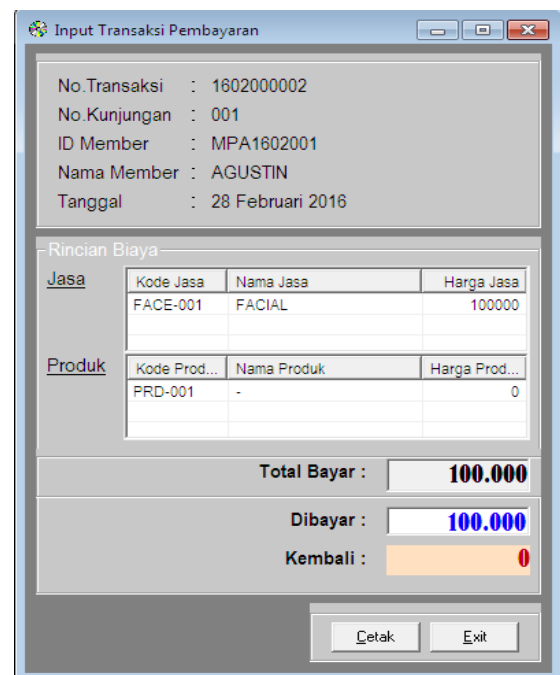 Input Transaksi Pembayaran
No.Transaksi : 1602000002
No.Kunjungan : 001
ID Member : MPA1602001
Nama Member : AGUSTIN
Tanggal : 28 Februari 2016
Rincian Biaya
Jasa
Kode Jasa Nama Jasa Harga Jasa
FACE-001 FACIAL 100000
Produk
Kode Prod... Nama Produk Harga Prod...
PRD-001 - 0
Total Bayar : 100.000
Dibayar : 100.000
Kembali : 0
Cetak Exit